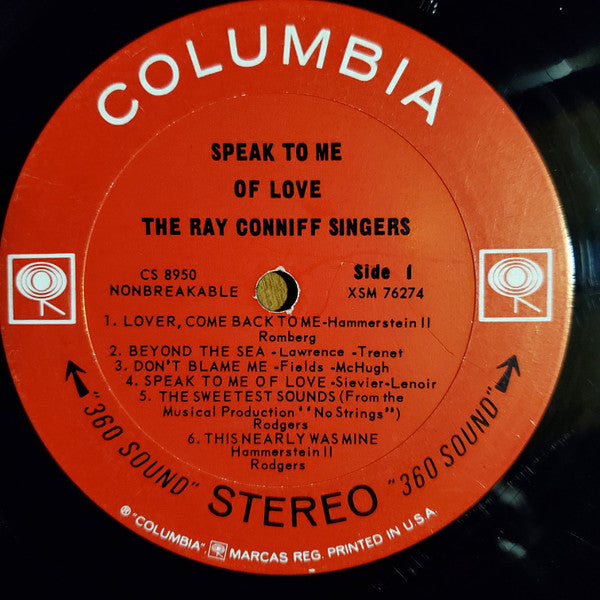 COLUMBIA
SPEAK TO ME
OF LOVE
THE RAY CONNIFF SINGERS
CS 8950
NONBREAKABLE
Side 1
XSM 76274
1. LOVER, COME BACK TO ME-Hammerstein II
Romberg
2. BEYOND THE SEA -Lawrence -Trenet
3. DON'T BLAME ME -Fields -McHugh
4. SPEAK TO ME OF LOVE -Sievier-Lenoir
5. THE SWEETEST SOUNDS (From the
Musical Production "No Strings")
Rodgers
6. THIS NEARLY WAS MINE
Hammerstein II
Rodgers
"360 SOUND" STEREO "360 SOUND"
® "COLUMBIA", MARCAS REG. PRINTED IN U.S.A.